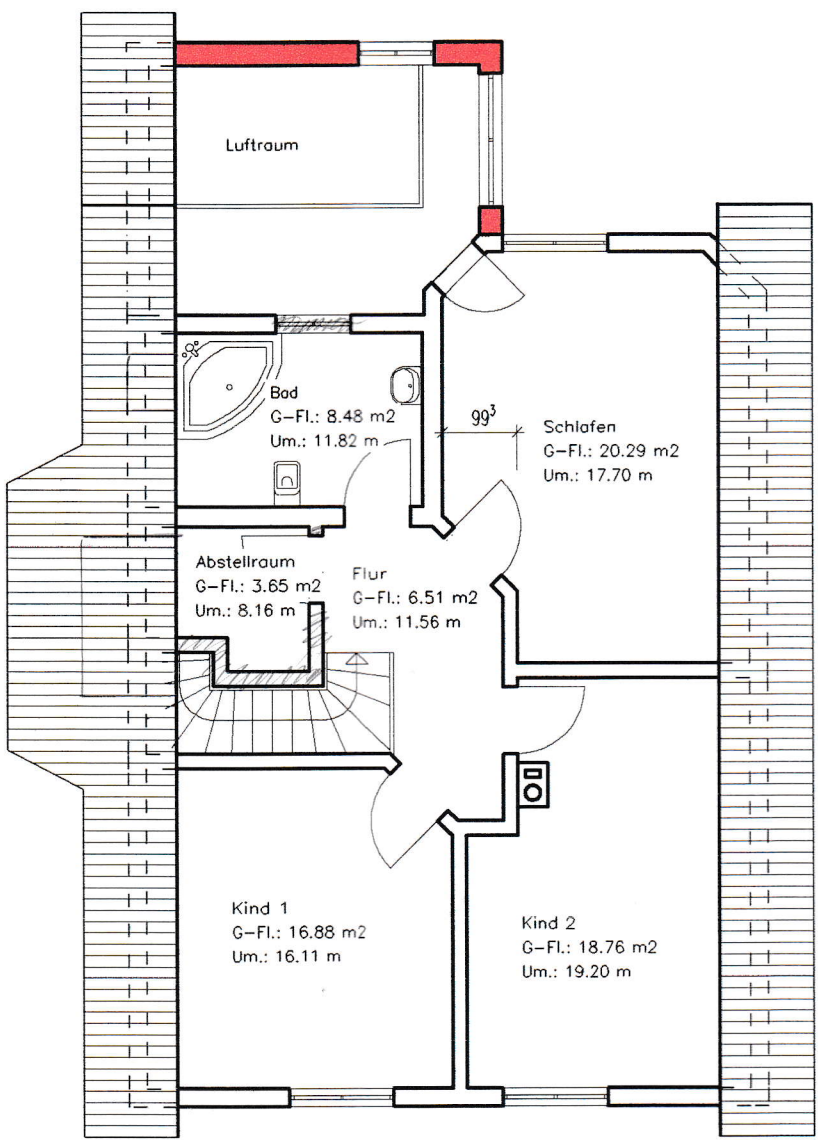 Luftraum
Bad
G-Fl.: 8.48 m2
Um.: 11.82 m
99³
Schlafen
G-Fl.: 20.29 m2
Um.: 17.70 m
Abstellraum
G-Fl.: 3.65 m2
Um.: 8.16 m
Flur
G-Fl.: 6.51 m2
Um.: 11.56 m
Kind 1
G-Fl.: 16.88 m2
Um.: 16.11 m
Kind 2
G-Fl.: 18.76 m2
Um.: 19.20 m